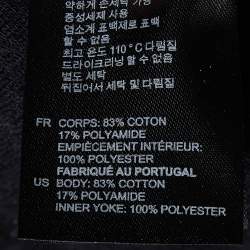 약하게 손세탁 가능
중성세제 사용
염소계 표백제로 표백
할 수 없음
최고 온도 110°C 다림질
드라이크리닝 할 수 없음
별도 세탁
뒤집어서 세탁 및 다림질
FR CORPS: 83% COTON
17% POLYAMIDE
EMPIÈCEMENT INTÉRIEUR:
100% POLYESTER
FABRIQUÉ AU PORTUGAL
US BODY: 83% COTTON
17% POLYAMIDE
INNER YOKE: 100% POLYESTER